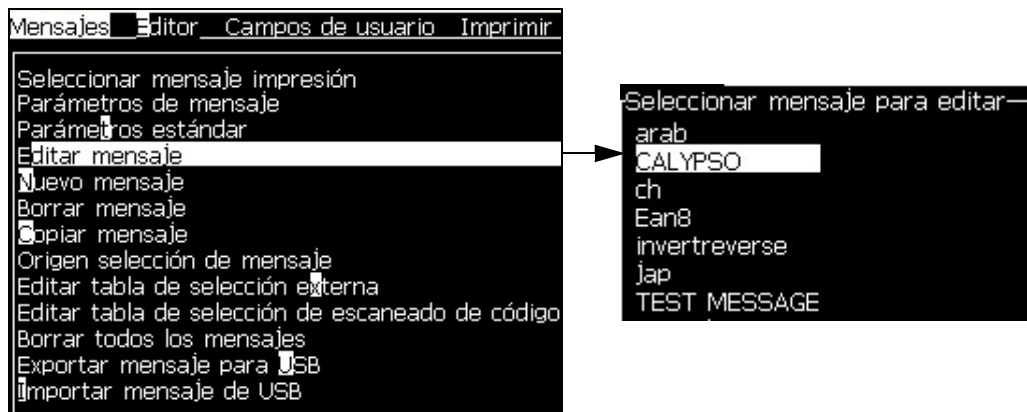 Mensajes Editor Campos de usuario Imprimir
Seleccionar mensaje impresión
Parámetros de mensaje
Parámetros estándar
Editar mensaje
Nuevo mensaje
Borrar mensaje
Copiar mensaje
Origen selección de mensaje
Editar tabla de selección externa
Editar tabla de selección de escaneado de código
Borrar todos los mensajes
Exportar mensaje para USB
Importar mensaje de USB
Seleccionar mensaje para editar
arab
CALYPSO
ch
Ean8
invertreverse
jap
TEST MESSAGE